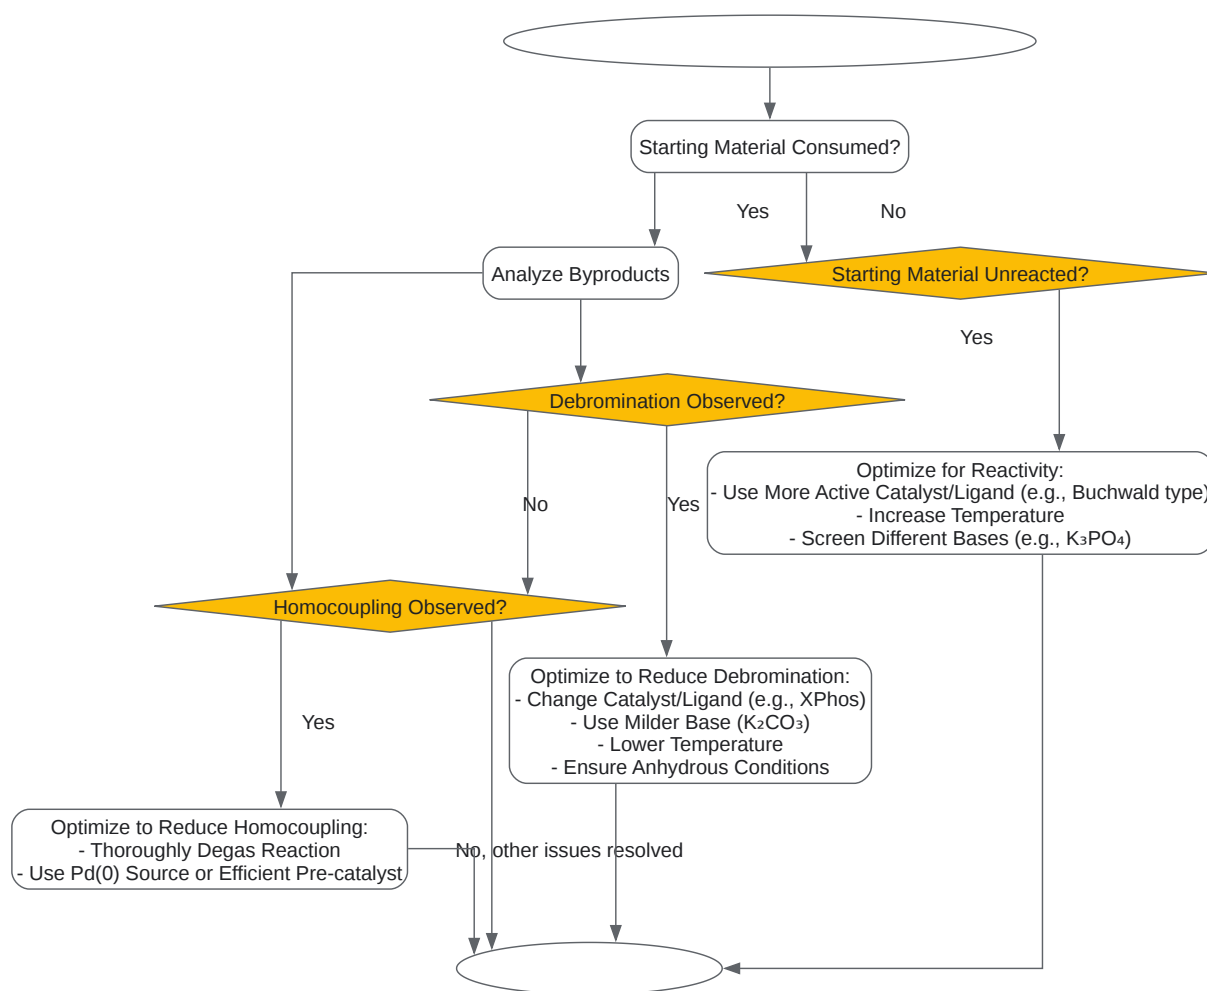 Starting Material Consumed?
Yes
No
Analyze Byproducts
Starting Material Unreacted?
Yes
Debromination Observed?
Optimize for Reactivity:
- Use More Active Catalyst/Ligand (e.g., Buchwald type)
- Increase Temperature
- Screen Different Bases (e.g., K₃PO₄)
No
Yes
Homocoupling Observed?
Optimize to Reduce Debromination:
- Change Catalyst/Ligand (e.g., XPhos)
- Use Milder Base (K₂CO₃)
- Lower Temperature
- Ensure Anhydrous Conditions
Yes
Optimize to Reduce Homocoupling:
- Thoroughly Degas Reaction
- Use Pd(0) Source or Efficient Pre-catalyst
No, other issues resolved